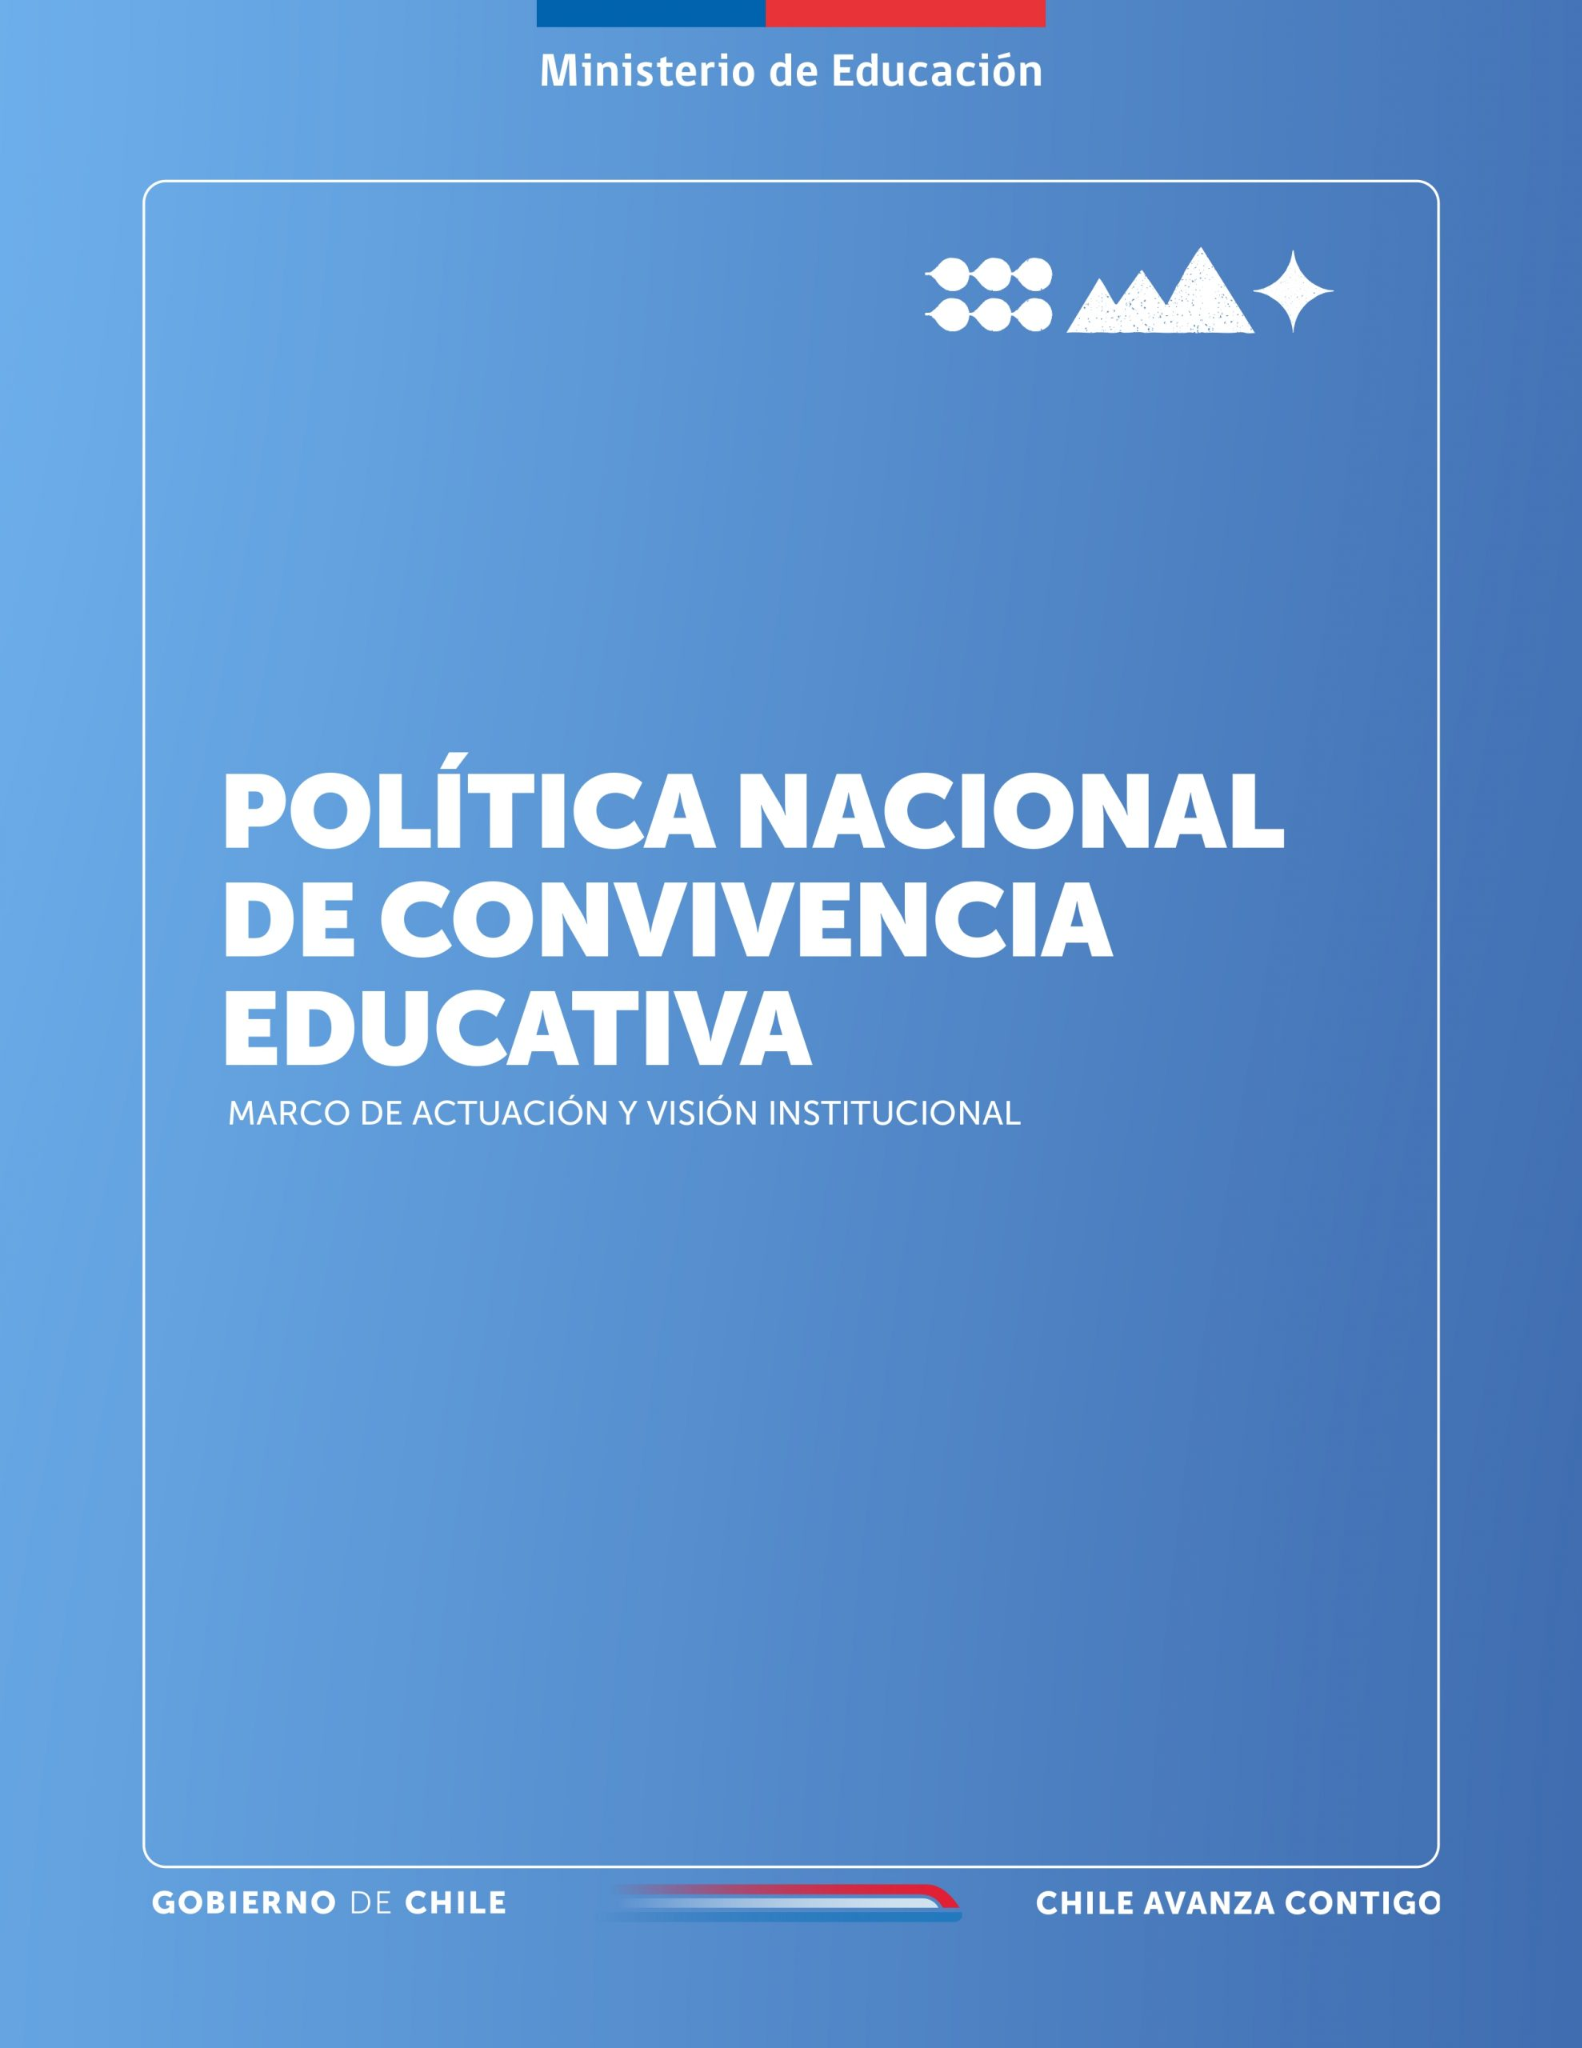 Ministerio de Educación
POLÍTICA NACIONAL
DE CONVIVENCIA
EDUCATIVA
MARCO DE ACTUACIÓN Y VISIÓN INSTITUCIONAL
GOBIERNO DE CHILE
CHILE AVANZA CONTIGO